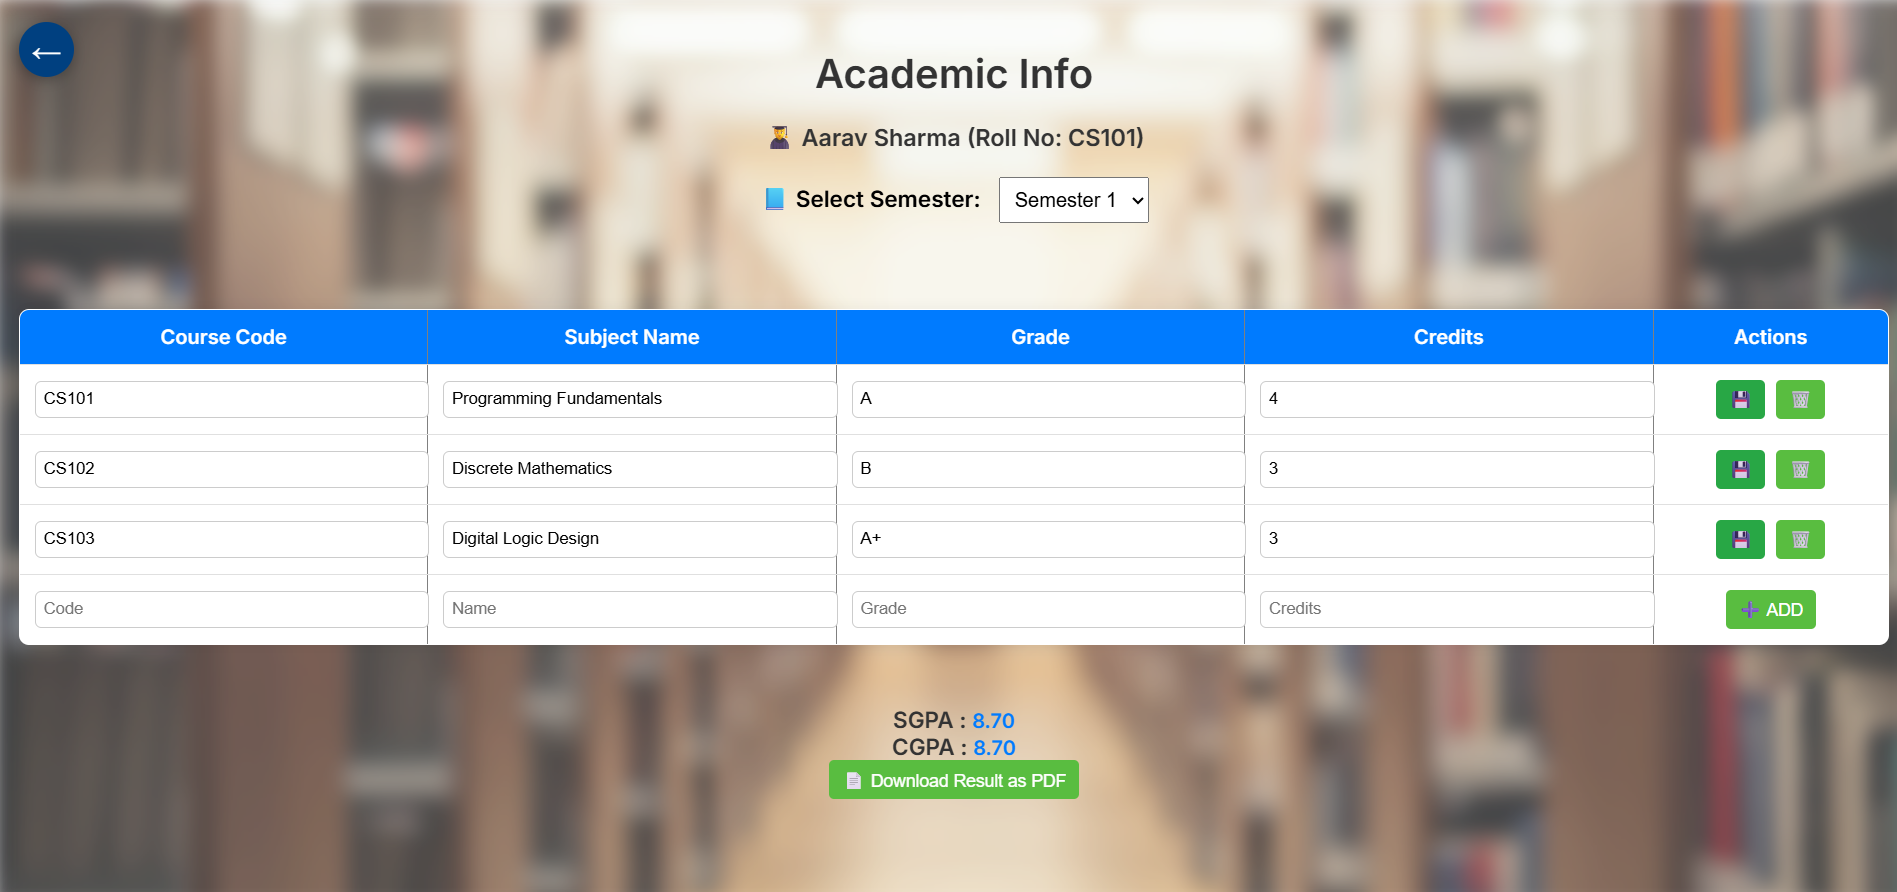 ←
Academic Info
Aarav Sharma (Roll No: CS101)
Select Semester: Semester 1
Course Code Subject Name Grade Credits Actions
CS101 Programming Fundamentals A 4
CS102 Discrete Mathematics B 3
CS103 Digital Logic Design A+ 3
Code Name Grade Credits ➕ ADD
SGPA : 8.70
CGPA : 8.70
Download Result as PDF